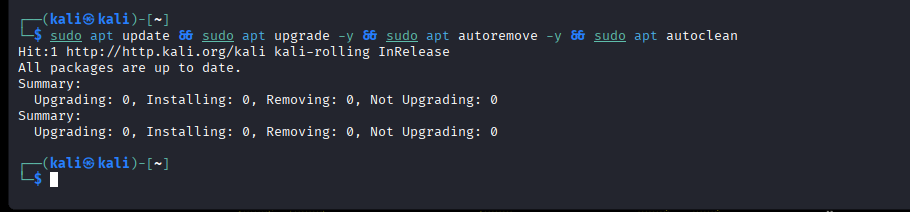 ┌──(kali㉿kali)-[~]
└─$ sudo apt update && sudo apt upgrade -y && sudo apt autoremove -y && sudo apt autoclean
Hit:1 http://http.kali.org/kali kali-rolling InRelease
All packages are up to date.
Summary:
  Upgrading: 0, Installing: 0, Removing: 0, Not Upgrading: 0
Summary:
  Upgrading: 0, Installing: 0, Removing: 0, Not Upgrading: 0
┌──(kali㉿kali)-[~]
└─$